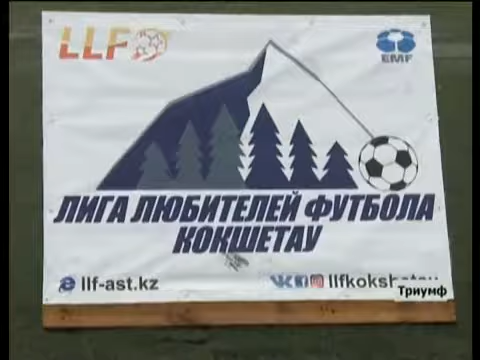 LLF
EMF
ЛИГА ЛЮБИТЕЛЕЙ ФУТБОЛА
КОКШЕТАУ
llf-ast.kz
llfkokshetau
Триумф